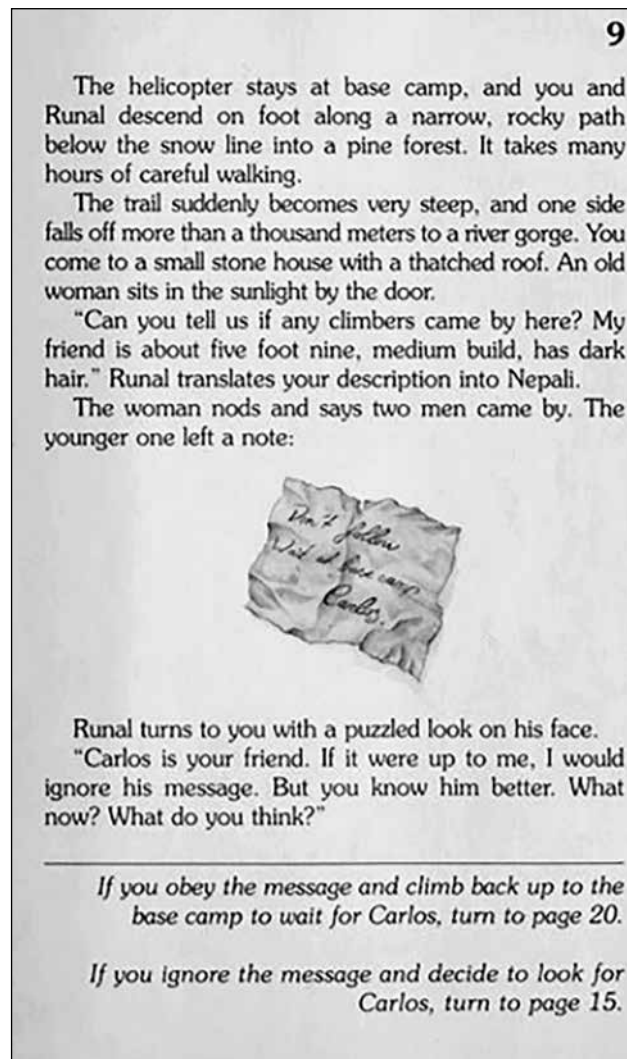 9
The helicopter stays at base camp, and you and
Runal descend on foot along a narrow, rocky path
below the snow line into a pine forest. It takes many
hours of careful walking.
The trail suddenly becomes very steep, and one side
falls off more than a thousand meters to a river gorge. You
come to a small stone house with a thatched roof. An old
woman sits in the sunlight by the door.
"Can you tell us if any climbers came by here? My
friend is about five foot nine, medium build, has dark
hair." Runal translates your description into Nepali.
The woman nods and says two men came by. The
younger one left a note:
Don't follow
Wait at base camp
Carlos.
Runal turns to you with a puzzled look on his face.
"Carlos is your friend. If it were up to me, I would
ignore his message. But you know him better. What
now? What do you think?"
If you obey the message and climb back up to the
base camp to wait for Carlos, turn to page 20.
If you ignore the message and decide to look for
Carlos, turn to page 15.